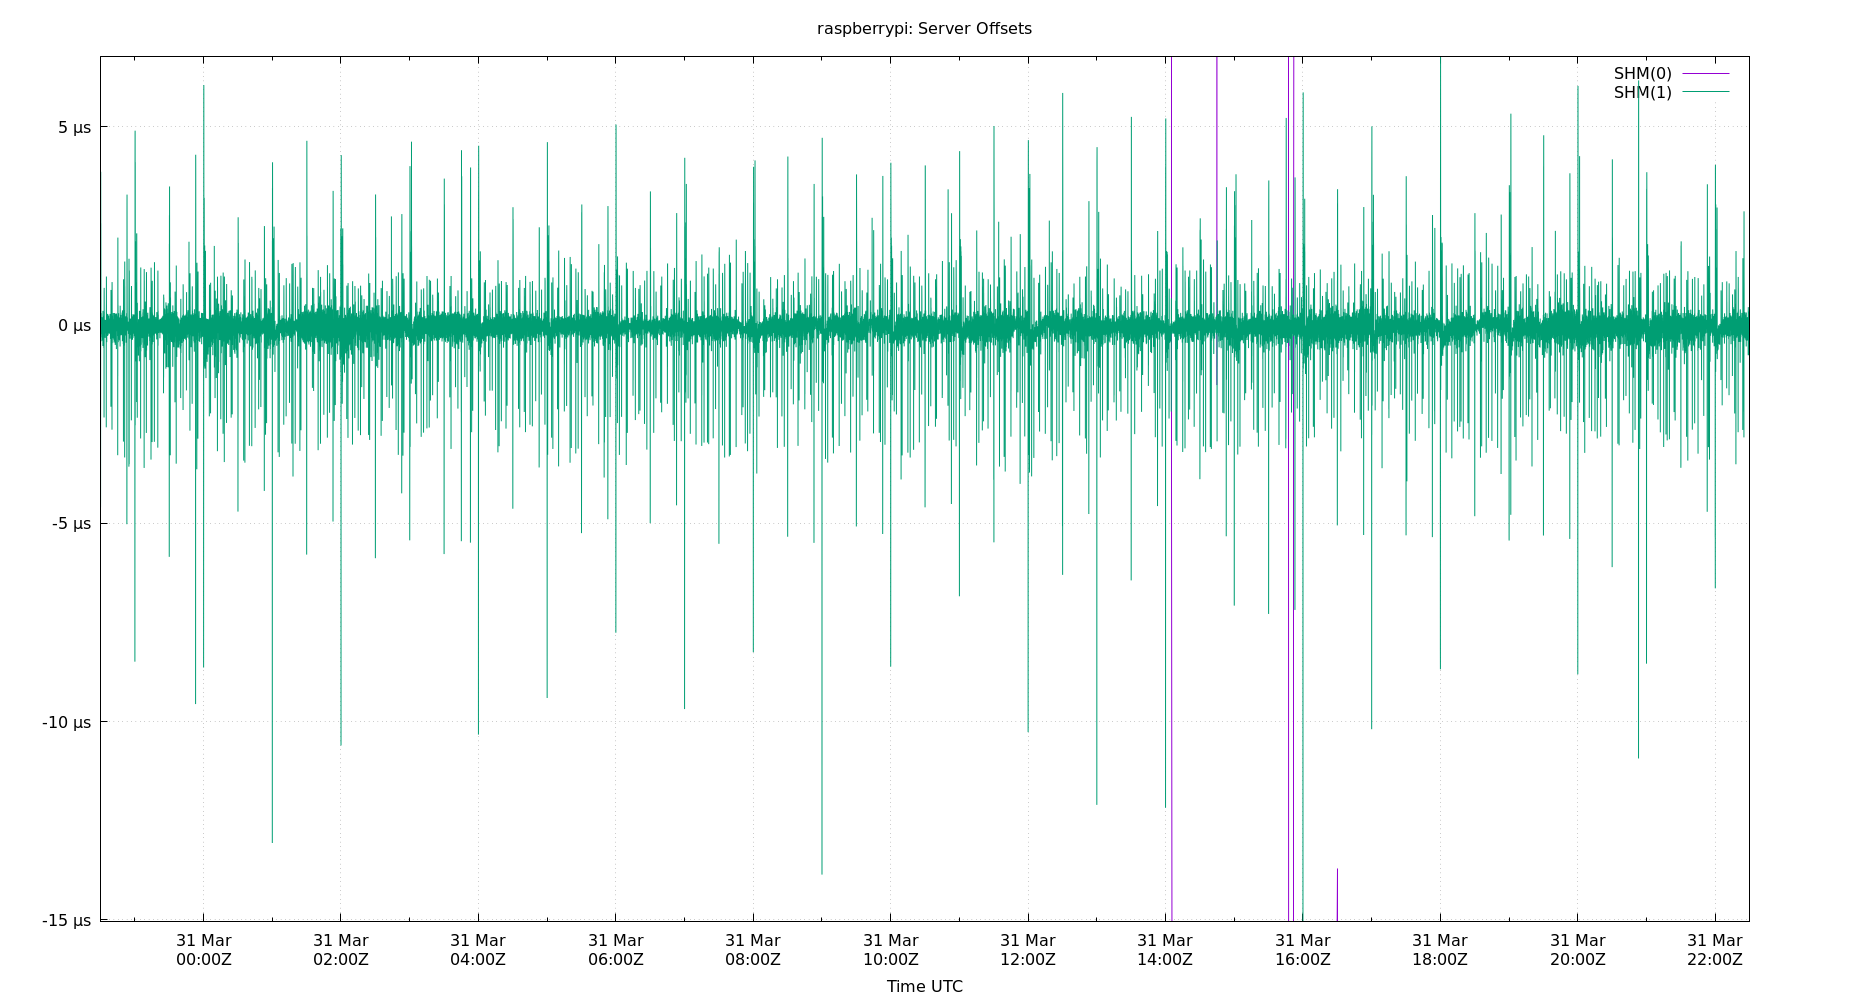 raspberrypi: Server Offsets
SHM(0)
SHM(1)
5 µs
0 µs
-5 µs
-10 µs
-15 µs
31 Mar 31 Mar 31 Mar 31 Mar 31 Mar 31 Mar 31 Mar 31 Mar 31 Mar 31 Mar 31 Mar 31 Mar
00:00Z 02:00Z 04:00Z 06:00Z 08:00Z 10:00Z 12:00Z 14:00Z 16:00Z 18:00Z 20:00Z 22:00Z
Time UTC